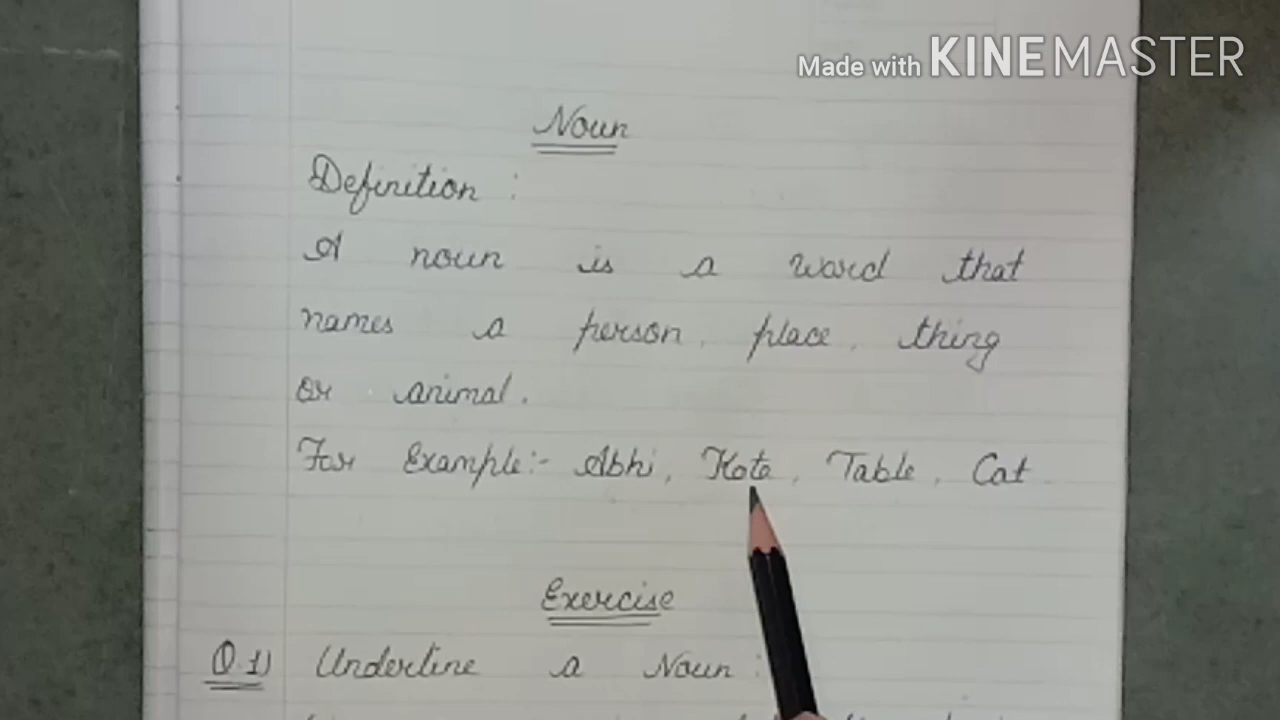 Made with KINEMASTER
Noun
Definition :
A noun is a word that
names a person, place, thing
or animal.
For Example:- Abhi, Kota, Table, Cat
Exercise
Q.1) Underline a Noun :